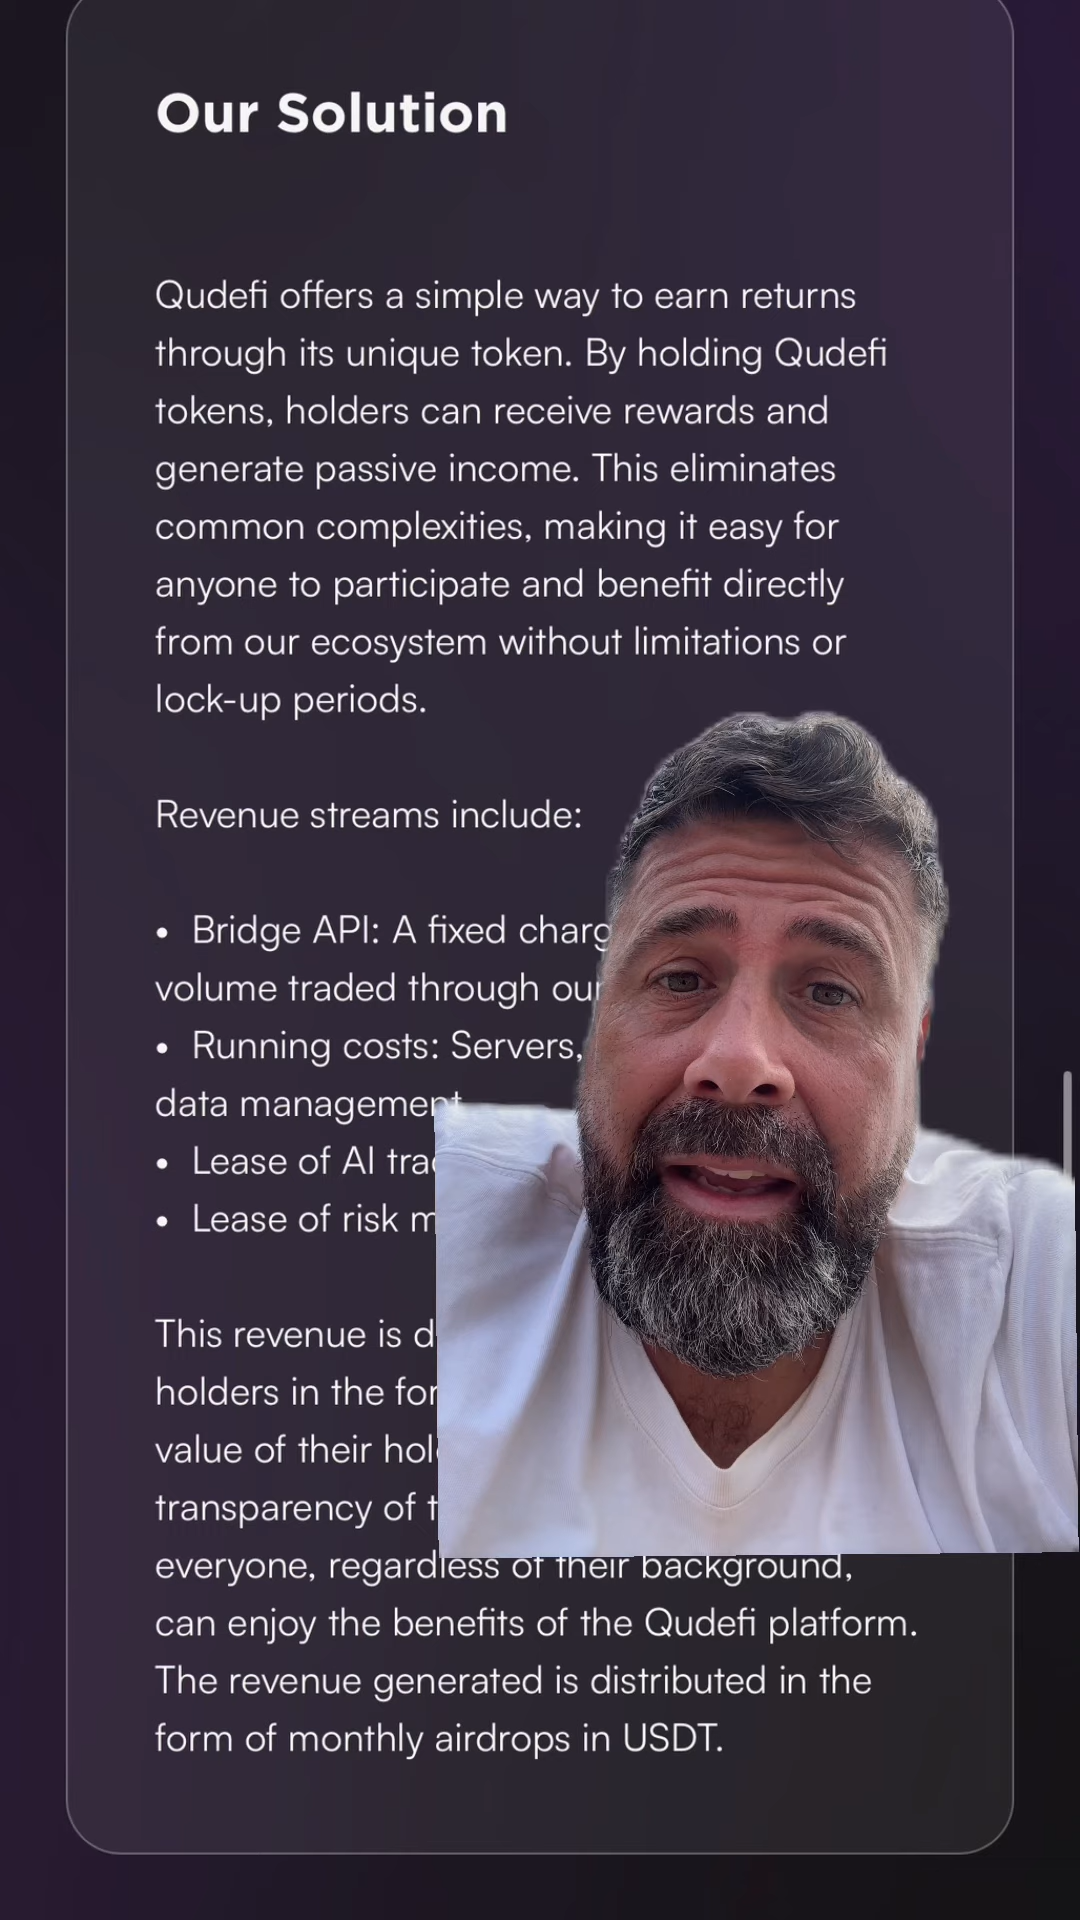 Our Solution
Qudefi offers a simple way to earn returns
through its unique token. By holding Qudefi
tokens, holders can receive rewards and
generate passive income. This eliminates
common complexities, making it easy for
anyone to participate and benefit directly
from our ecosystem without limitations or
lock-up periods.
Revenue streams include:
• Bridge API: A fixed
volume traded through
• Running costs: Servers,
data management
• Lease of AI
• Lease of risk
This revenue is
holders in the
value of their
transparency of
everyone, regardless of their background,
can enjoy the benefits of the Qudefi platform.
The revenue generated is distributed in the
form of monthly airdrops in USDT.